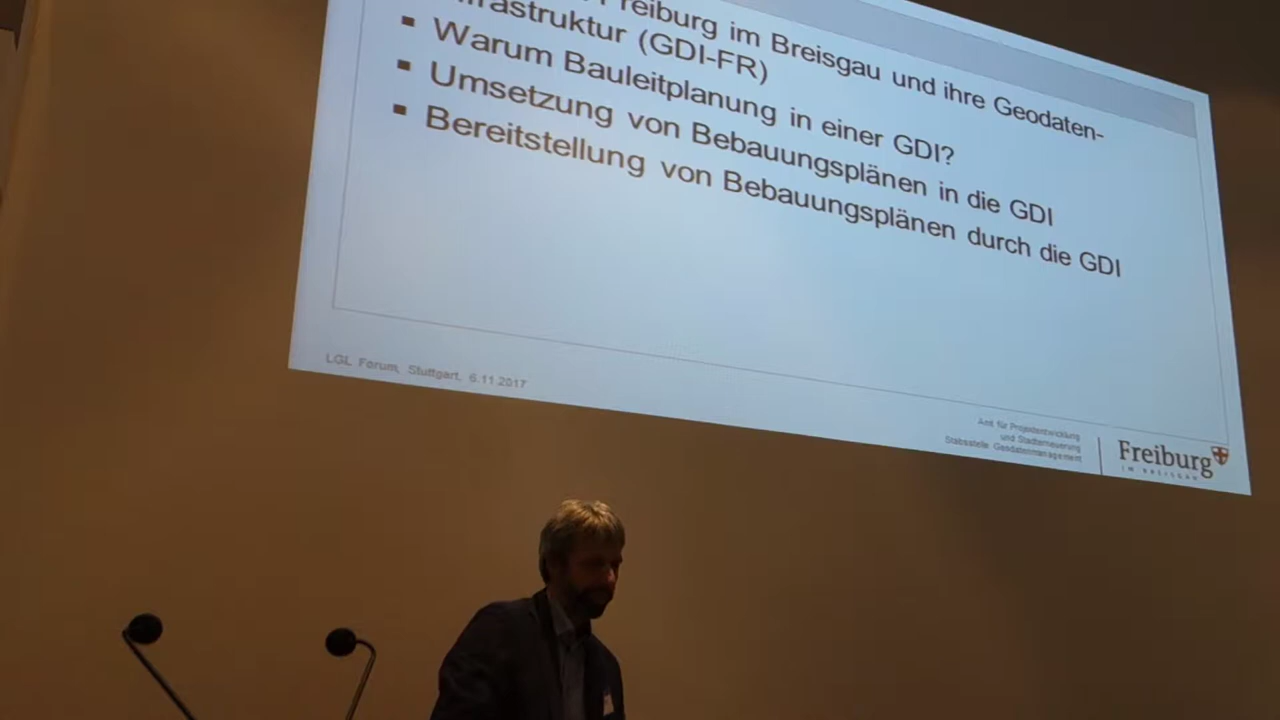 Freiburg im Breisgau und ihre Geodaten-
frastruktur (GDI-FR)
▪ Warum Bauleitplanung in einer GDI?
▪ Umsetzung von Bebauungsplänen in die GDI
▪ Bereitstellung von Bebauungsplänen durch die GDI
LGL Forum, Stuttgart, 6.11.2017
Amt für Projektentwicklung
und Stadterneuerung
Stabsstelle Geodatenmanagement
Freiburg
IM BREISGAU